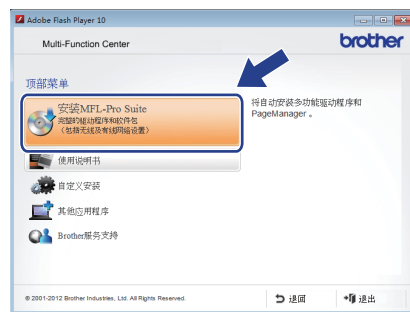 Adobe Flash Player 10
Multi-Function Center
brother
顶部菜单
安装MFL-Pro Suite
完整的驱动程序和软件包
（包括无线及有线网络设置）
将自动安装多功能驱动程序和
PageManager。
使用说明书
自定义安装
其他应用程序
Brother服务支持
© 2001-2012 Brother Industries, Ltd. All Rights Reserved.
退回
退出